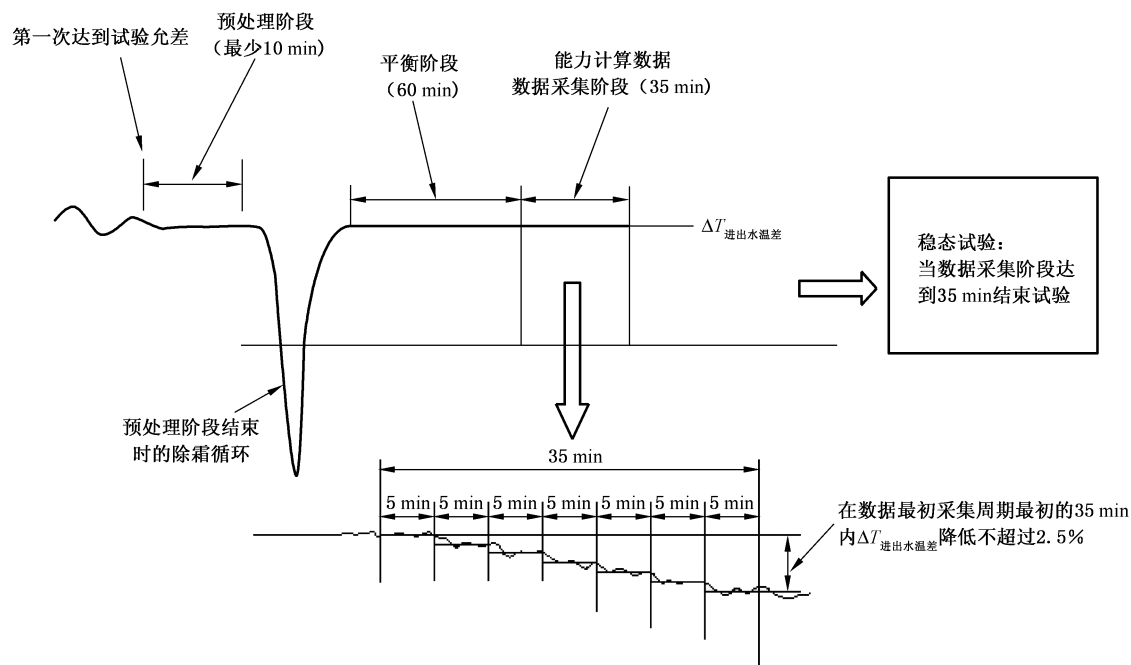 第一次达到试验允差
预处理阶段
（最少10 min）
平衡阶段
（60 min）
能力计算数据
数据采集阶段（35 min）
ΔT进出水温差
稳态试验：
当数据采集阶段达
到35 min结束试验
预处理阶段结束
时的除霜循环
35 min
5 min 5 min 5 min 5 min 5 min 5 min 5 min
在数据最初采集周期最初的35 min
内ΔT进出水温差降低不超过2.5%